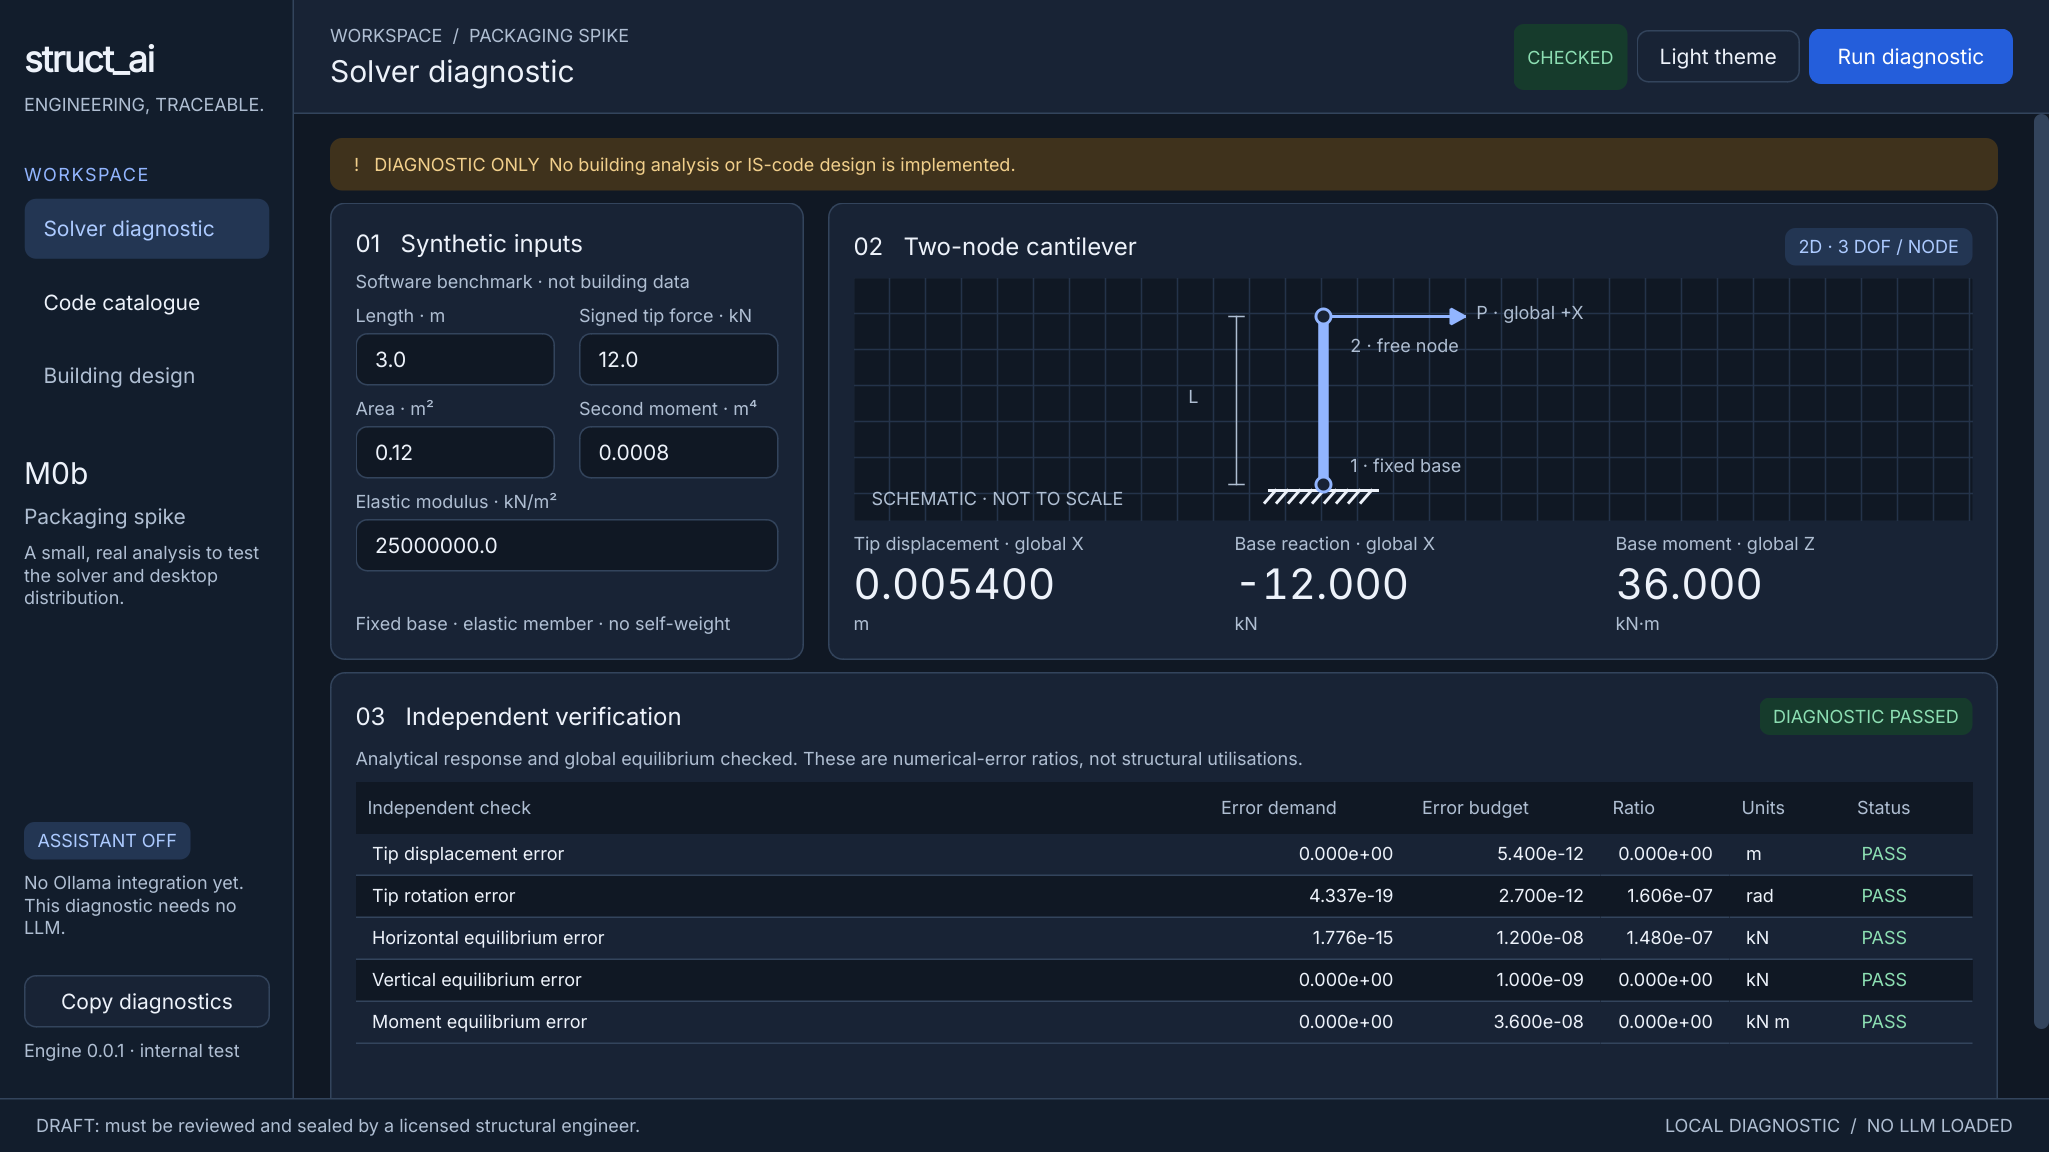 struct_ai
ENGINEERING, TRACEABLE.
WORKSPACE
Solver diagnostic
Code catalogue
Building design
M0b
Packaging spike
A small, real analysis to test
the solver and desktop
distribution.
ASSISTANT OFF
No Ollama integration yet.
This diagnostic needs no
LLM.
Copy diagnostics
Engine 0.0.1 · internal test
WORKSPACE / PACKAGING SPIKE
Solver diagnostic
CHECKED
Light theme
Run diagnostic
! DIAGNOSTIC ONLY No building analysis or IS-code design is implemented.
01 Synthetic inputs
Software benchmark · not building data
Length · m Signed tip force · kN
3.0 12.0
Area · m² Second moment · m⁴
0.12 0.0008
Elastic modulus · kN/m²
25000000.0
Fixed base · elastic member · no self-weight
02 Two-node cantilever
2D · 3 DOF / NODE
P · global +X
2 · free node
L
1 · fixed base
SCHEMATIC · NOT TO SCALE
Tip displacement · global X Base reaction · global X Base moment · global Z
0.005400 -12.000 36.000
m kN kN·m
03 Independent verification
DIAGNOSTIC PASSED
Analytical response and global equilibrium checked. These are numerical-error ratios, not structural utilisations.
Independent check Error demand Error budget Ratio Units Status
Tip displacement error 0.000e+00 5.400e-12 0.000e+00 m PASS
Tip rotation error 4.337e-19 2.700e-12 1.606e-07 rad PASS
Horizontal equilibrium error 1.776e-15 1.200e-08 1.480e-07 kN PASS
Vertical equilibrium error 0.000e+00 1.000e-09 0.000e+00 kN PASS
Moment equilibrium error 0.000e+00 3.600e-08 0.000e+00 kN m PASS
DRAFT: must be reviewed and sealed by a licensed structural engineer.
LOCAL DIAGNOSTIC / NO LLM LOADED